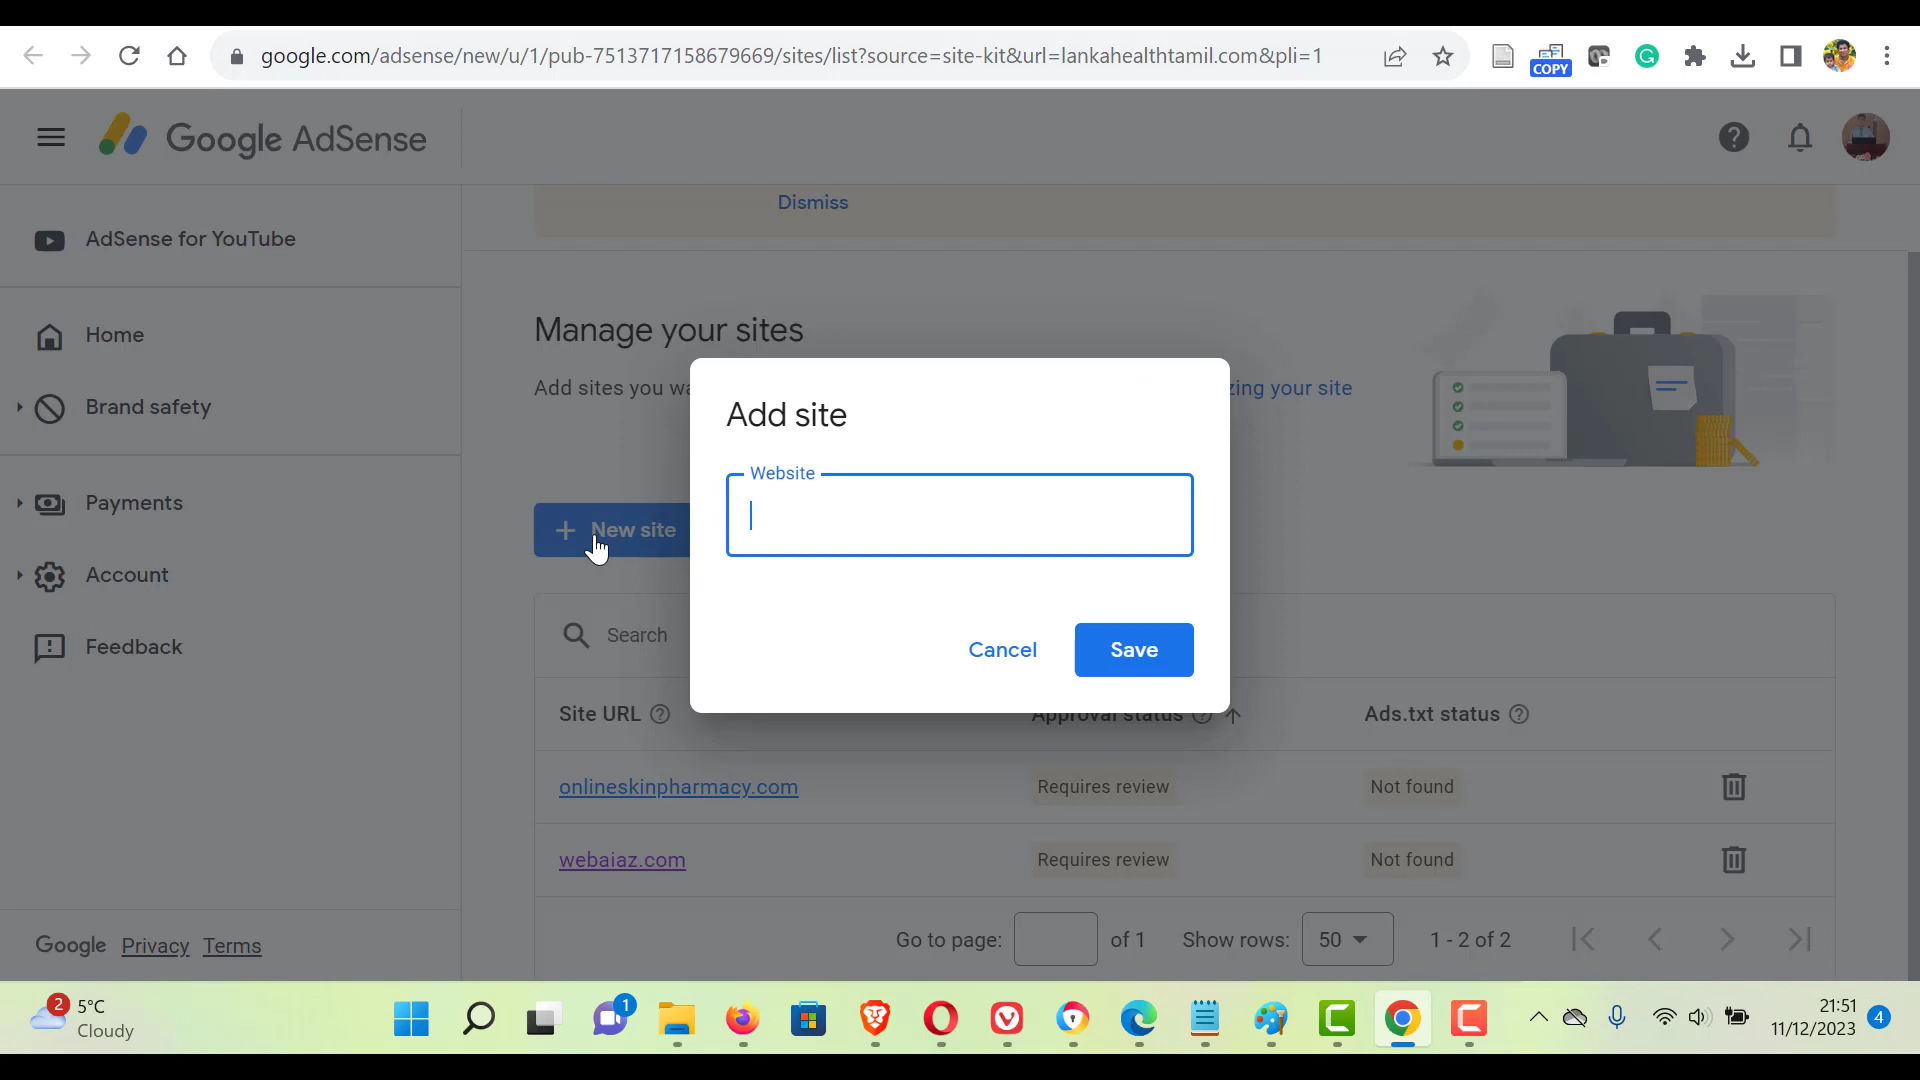 google.com/adsense/new/u/1/pub-7513717158679669/sites/list?source=site-kit&url=lankahealthtamil.com&pli=1
COPY
Google AdSense
Dismiss
AdSense for YouTube
Home
Brand safety
Payments
Account
Feedback
Google Privacy Terms
Manage your sites
Add sites you wa
zing your site
New site
Add site
Website
Cancel
Save
Search
Site URL
Approval status
Ads.txt status
onlineskinpharmacy.com
Requires review
Not found
webaiaz.com
Requires review
Not found
Go to page:
of 1
Show rows:
50
1 - 2 of 2
2
5°C
Cloudy
1
21:51
11/12/2023
4